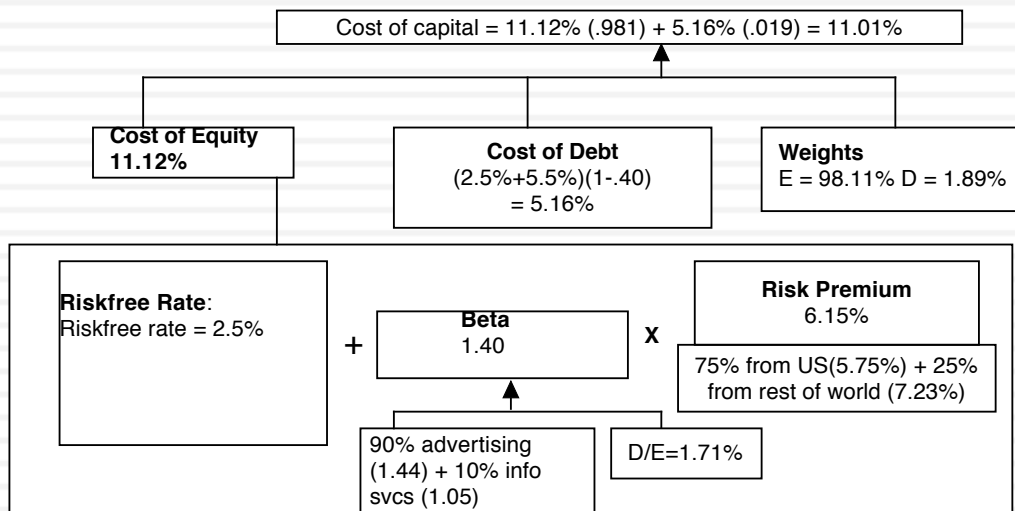 Cost of capital = 11.12% (.981) + 5.16% (.019) = 11.01%
Cost of Equity
11.12%
Cost of Debt
(2.5%+5.5%)(1-.40)
= 5.16%
Weights
E = 98.11% D = 1.89%
Riskfree Rate:
Riskfree rate = 2.5%
+
Beta
1.40
X
Risk Premium
6.15%
75% from US(5.75%) + 25%
from rest of world (7.23%)
90% advertising
(1.44) + 10% info
svcs (1.05)
D/E=1.71%